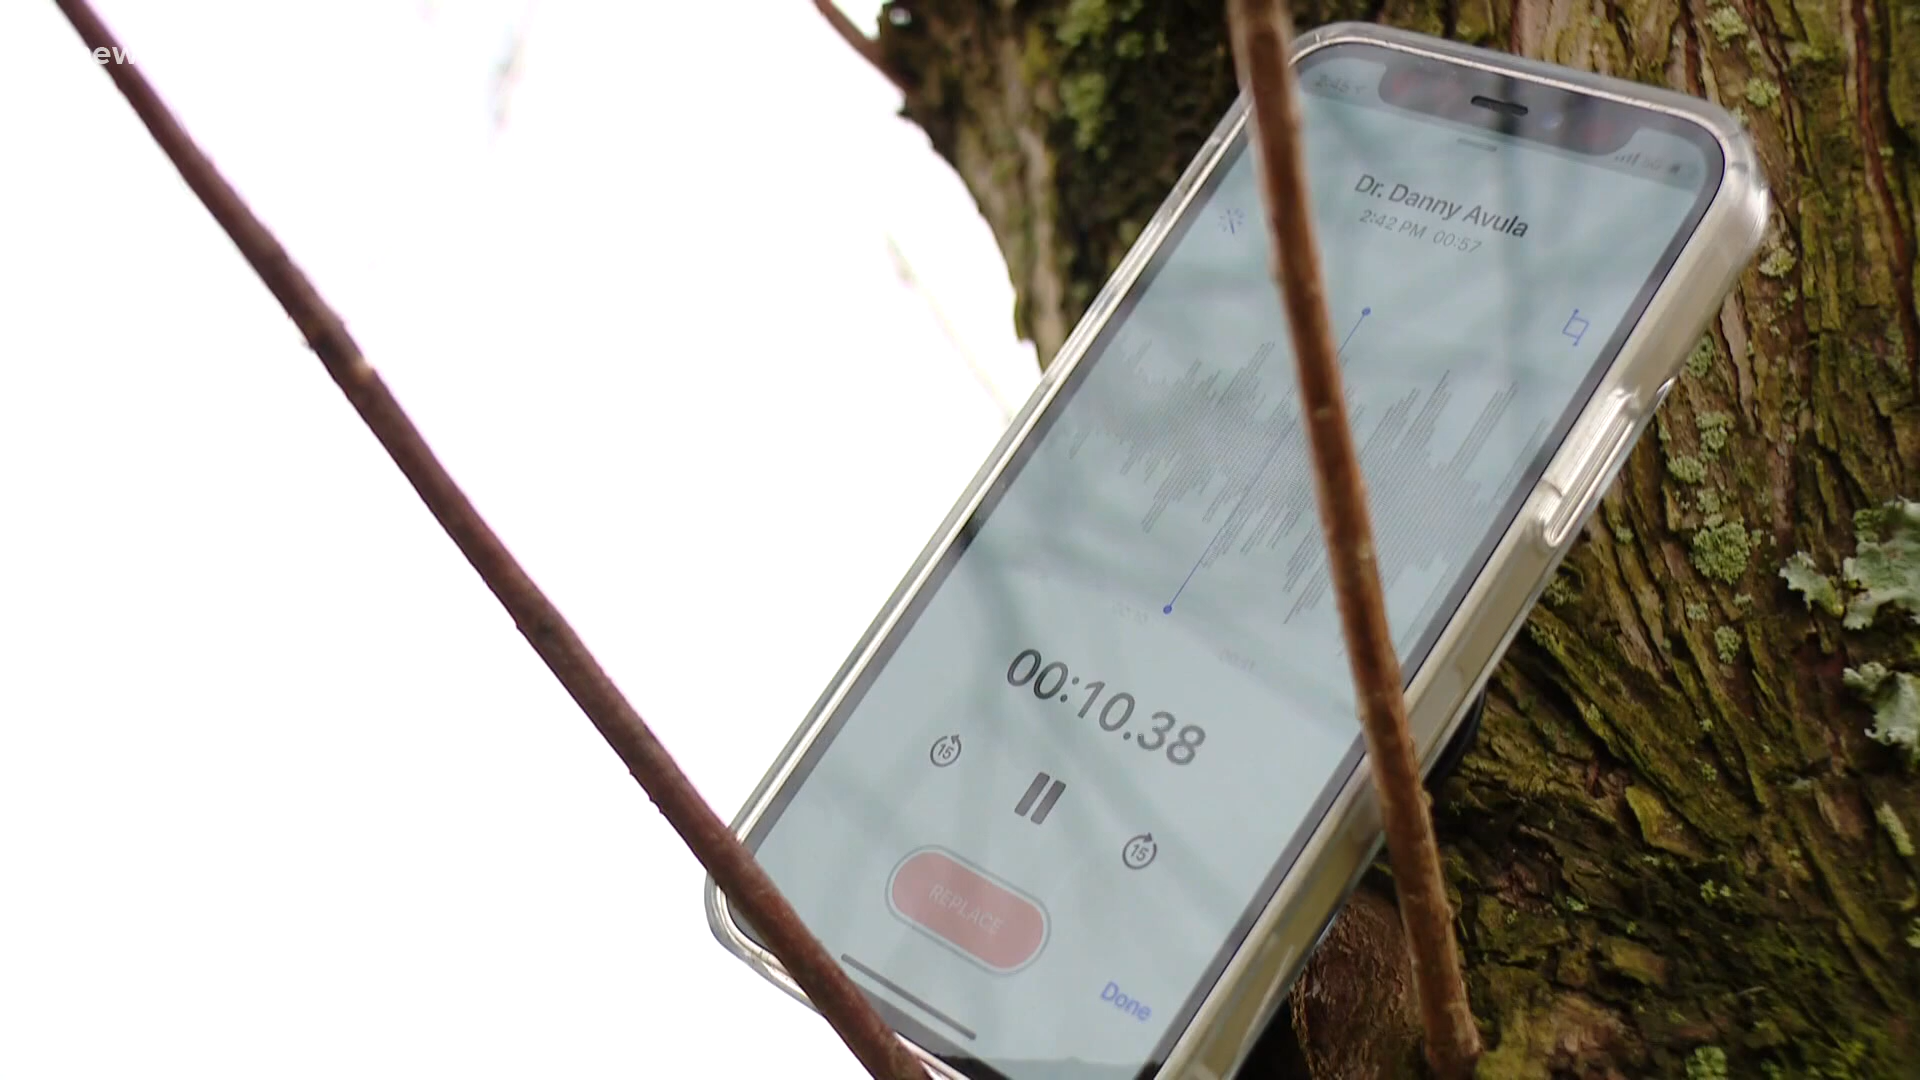 Dr. Danny Avula
2:42 PM 00:57
00:10.38
15
15
REPLACE
Done